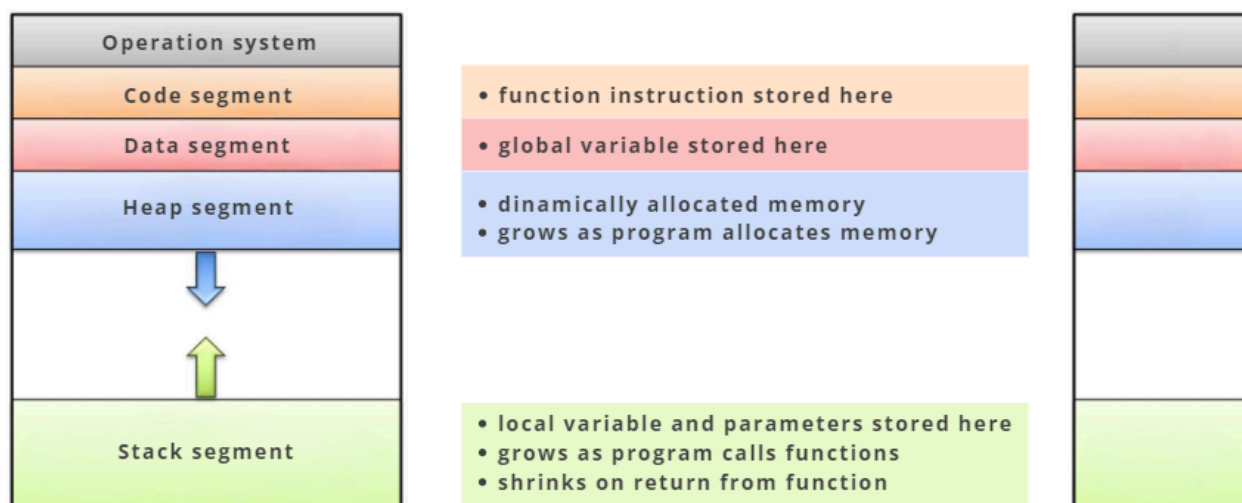 Operation system
Code segment
• function instruction stored here
Data segment
• global variable stored here
Heap segment
• dinamically allocated memory
• grows as program allocates memory
Stack segment
• local variable and parameters stored here
• grows as program calls functions
• shrinks on return from function